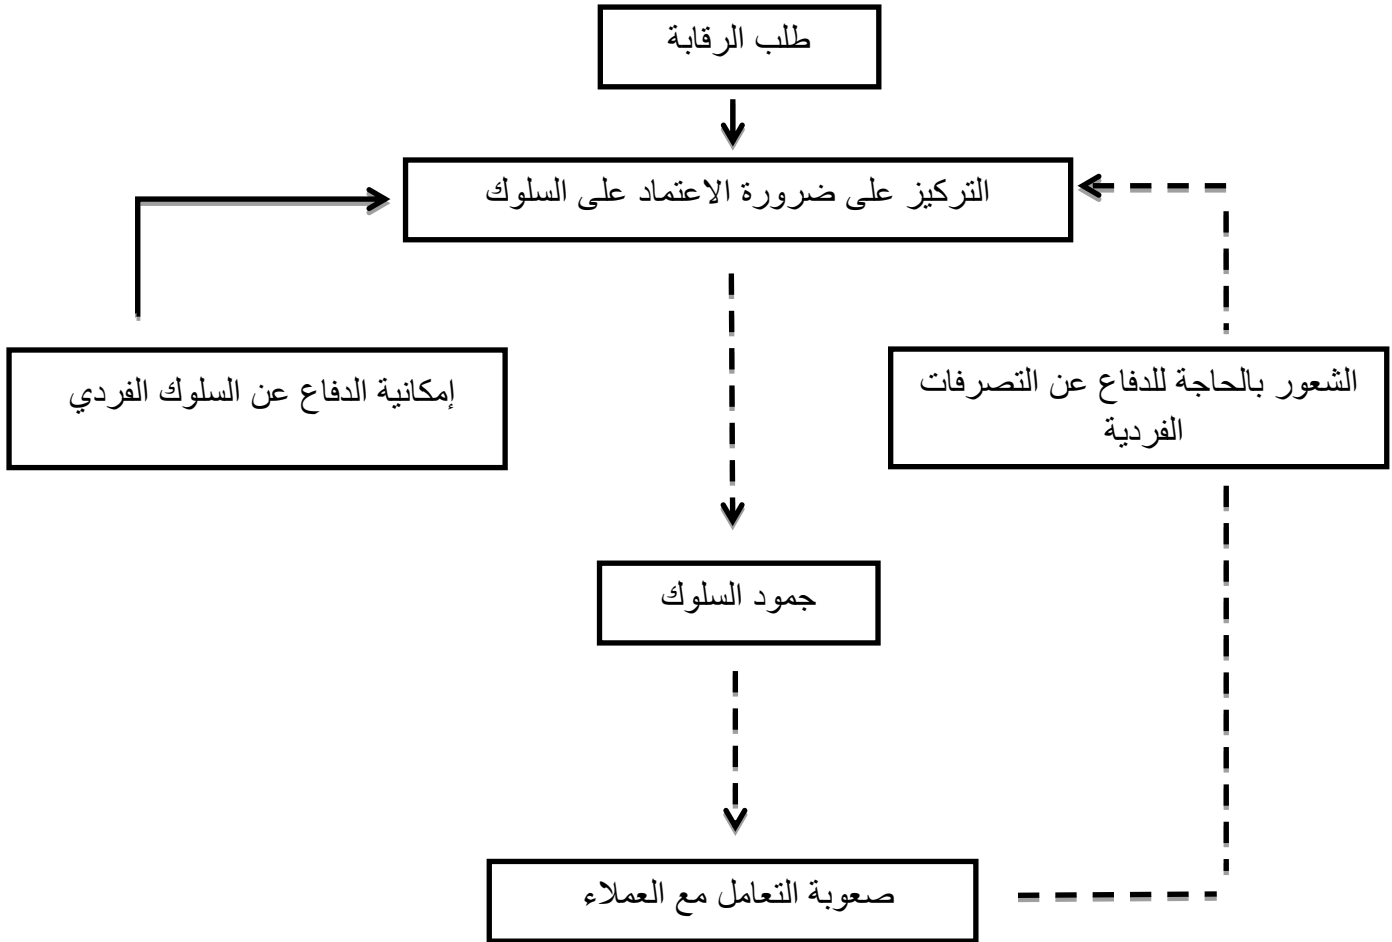 طلب الرقابة
التركيز على ضرورة الاعتماد على السلوك
الشعور بالحاجة للدفاع عن التصرفات
الفردية
إمكانية الدفاع عن السلوك الفردي
جمود السلوك
صعوبة التعامل مع العملاء